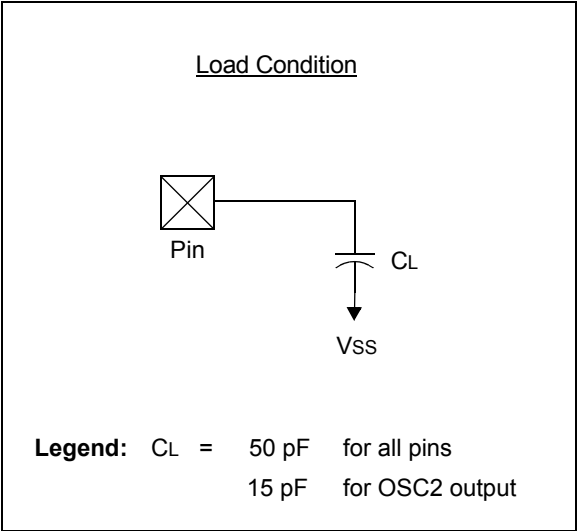 Load Condition
Pin
CL
VSS
Legend: CL = 50 pF for all pins
15 pF for OSC2 output